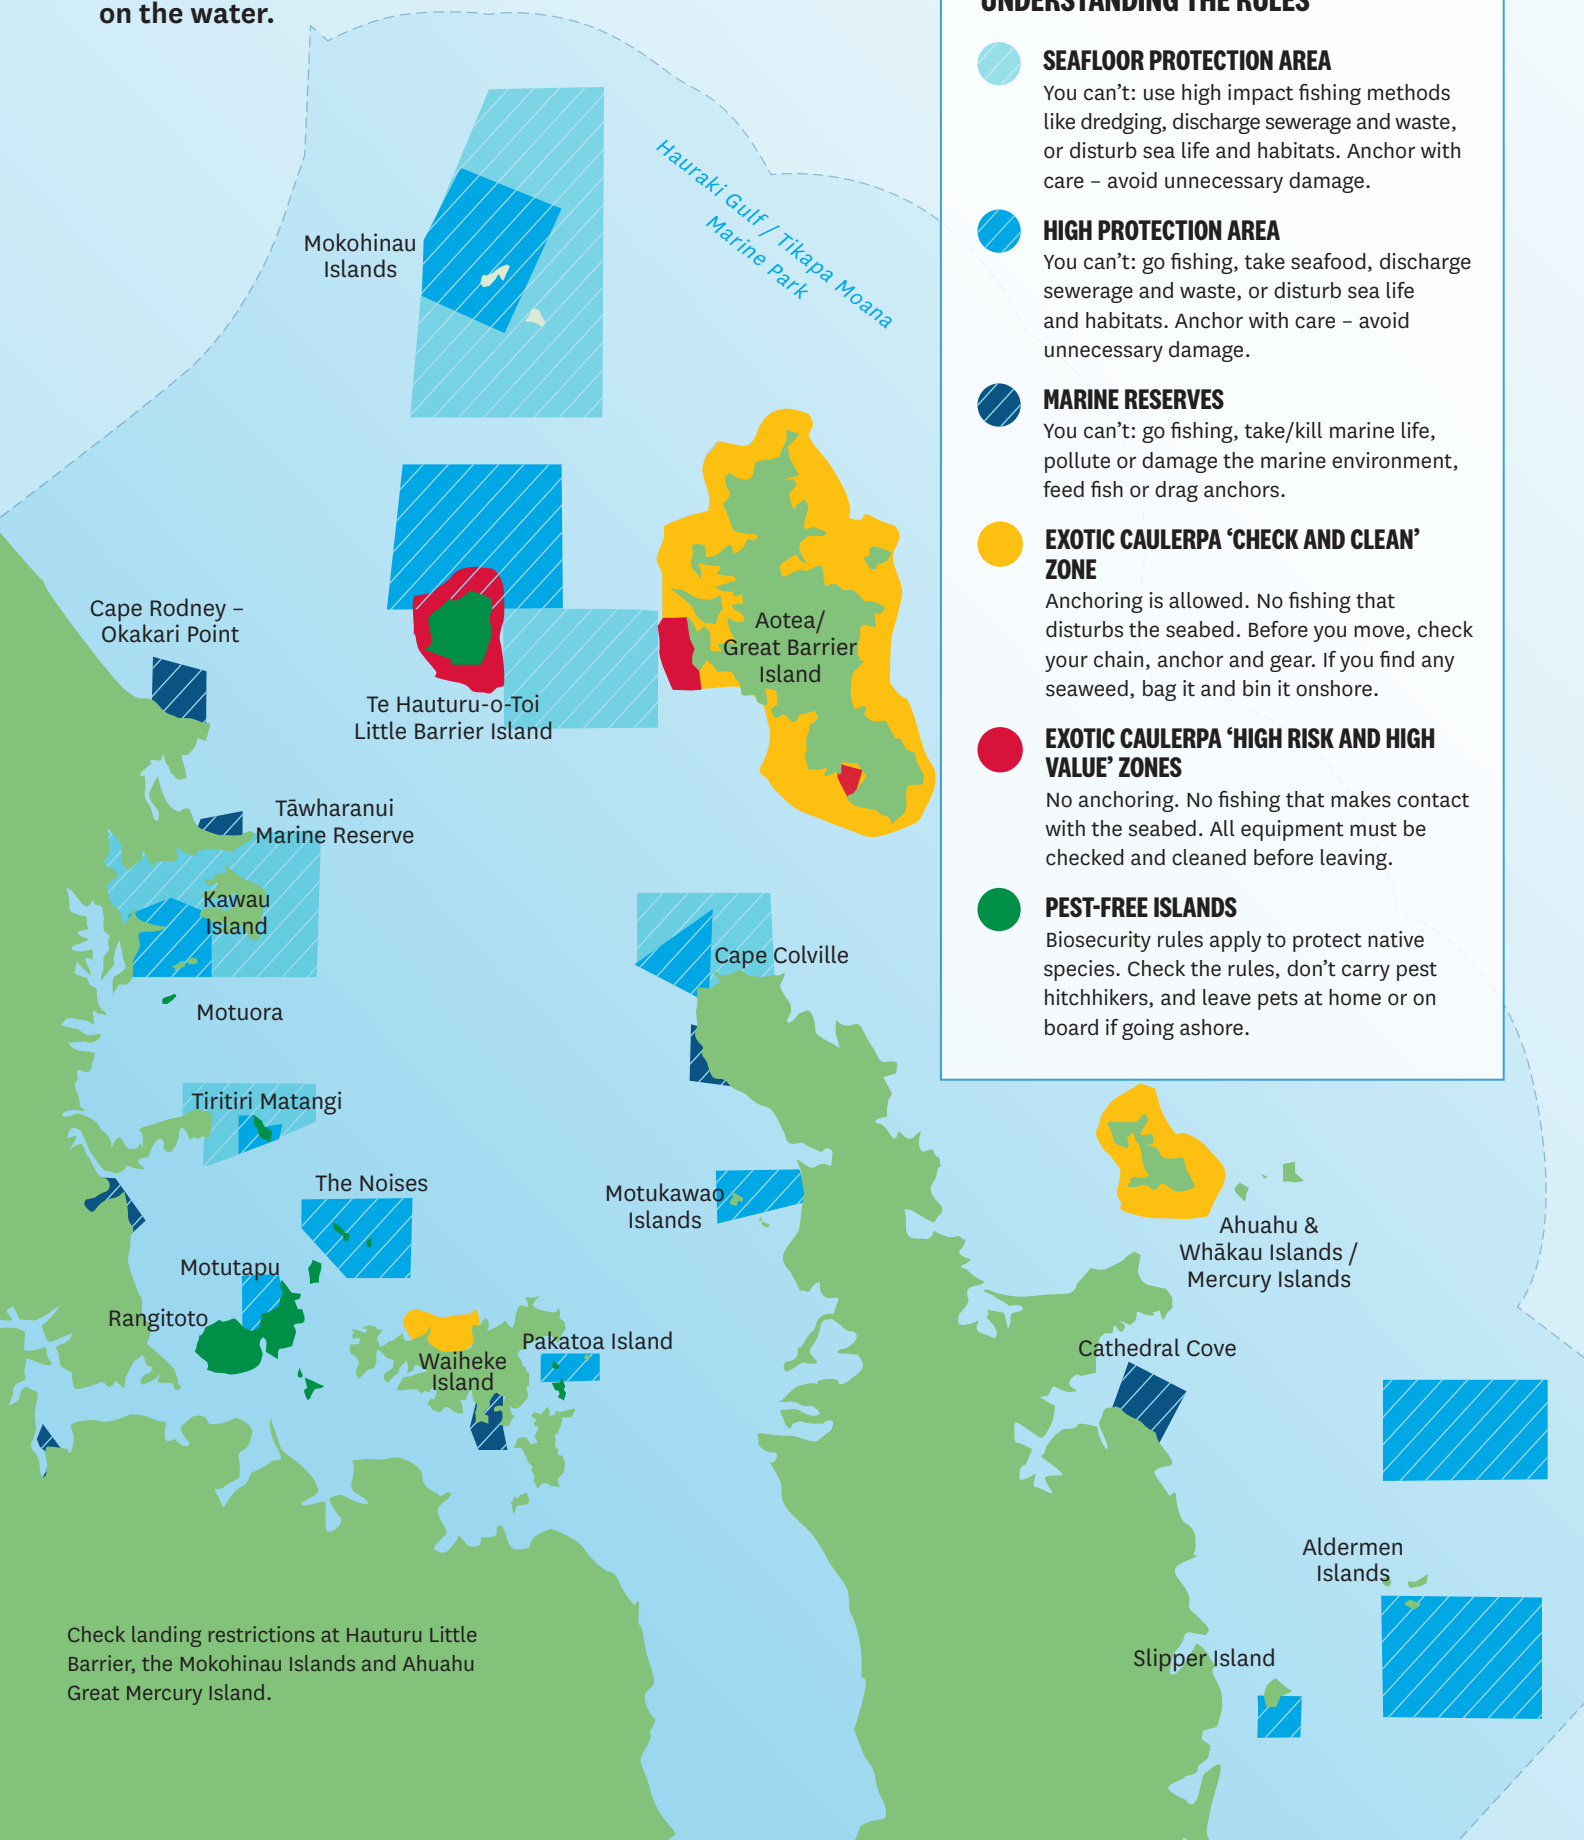 on the water.
UNDERSTANDING THE RULES
SEAFLOOR PROTECTION AREA
You can't: use high impact fishing methods
like dredging, discharge sewerage and waste,
or disturb sea life and habitats. Anchor with
care – avoid unnecessary damage.
HIGH PROTECTION AREA
You can't: go fishing, take seafood, discharge
sewerage and waste, or disturb sea life
and habitats. Anchor with care – avoid
unnecessary damage.
MARINE RESERVES
You can't: go fishing, take/kill marine life,
pollute or damage the marine environment,
feed fish or drag anchors.
EXOTIC CAULERPA ‘CHECK AND CLEAN’
ZONE
Anchoring is allowed. No fishing that
disturbs the seabed. Before you move, check
your chain, anchor and gear. If you find any
seaweed, bag it and bin it onshore.
EXOTIC CAULERPA ‘HIGH RISK AND HIGH
VALUE’ ZONES
No anchoring. No fishing that makes contact
with the seabed. All equipment must be
checked and cleaned before leaving.
PEST-FREE ISLANDS
Biosecurity rules apply to protect native
species. Check the rules, don't carry pest
hitchhikers, and leave pets at home or on
board if going ashore.
Hauraki Gulf / Tikapa Moana
Marine Park
Mokohinau
Islands
Cape Rodney –
Okakari Point
Aotea/
Great Barrier
Island
Te Hauturu-o-Toi
Little Barrier Island
Tāwharanui
Marine Reserve
Kawau
Island
Cape Colville
Motuora
Tiritiri Matangi
The Noises
Motukawao
Islands
Ahuahu &
Whākau Islands /
Mercury Islands
Motutapu
Rangitoto
Pakatoa Island
Waiheke
Island
Cathedral Cove
Aldermen
Islands
Slipper Island
Check landing restrictions at Hauturu Little
Barrier, the Mokohinau Islands and Ahuahu
Great Mercury Island.